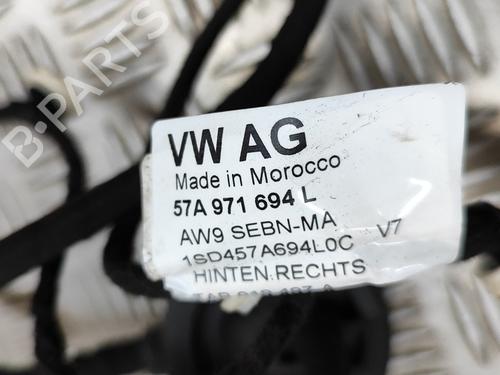 B-PARTS
VW AG
Made in Morocco
57A 971 694 L
AW9 SEBN-MA
1SD457A694L0C V7
HINTEN RECHTS